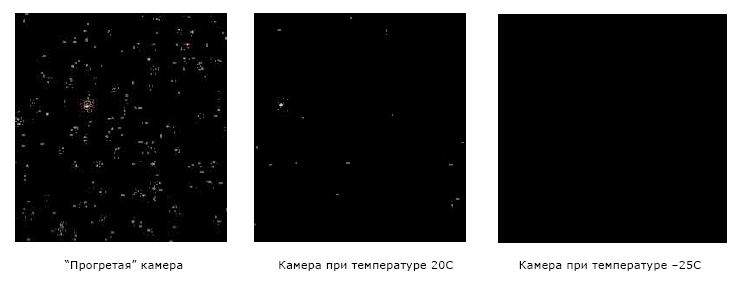 “Прогретая” камера
Камера при температуре 20С
Камера при температуре –25С